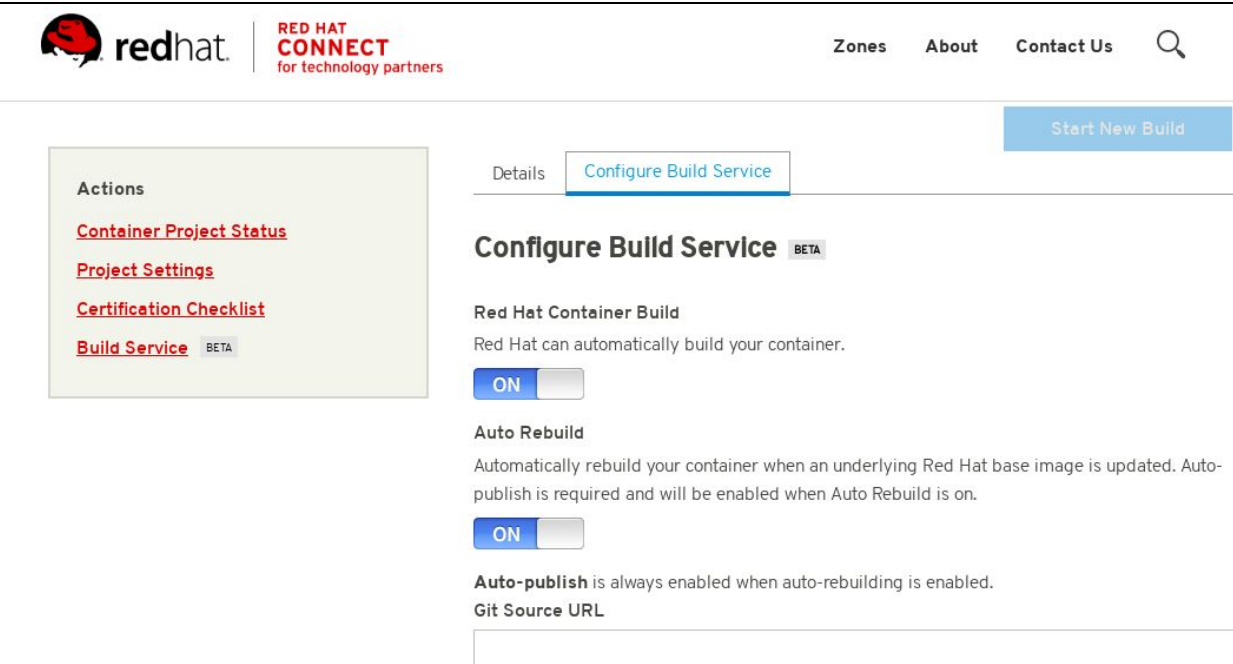 redhat.
RED HAT
CONNECT
for technology partners
Zones About Contact Us
Start New Build
Actions
Container Project Status
Project Settings
Certification Checklist
Build Service BETA
Details Configure Build Service
Configure Build Service BETA
Red Hat Container Build
Red Hat can automatically build your container.
ON
Auto Rebuild
Automatically rebuild your container when an underlying Red Hat base image is updated. Auto-
publish is required and will be enabled when Auto Rebuild is on.
ON
Auto-publish is always enabled when auto-rebuilding is enabled.
Git Source URL